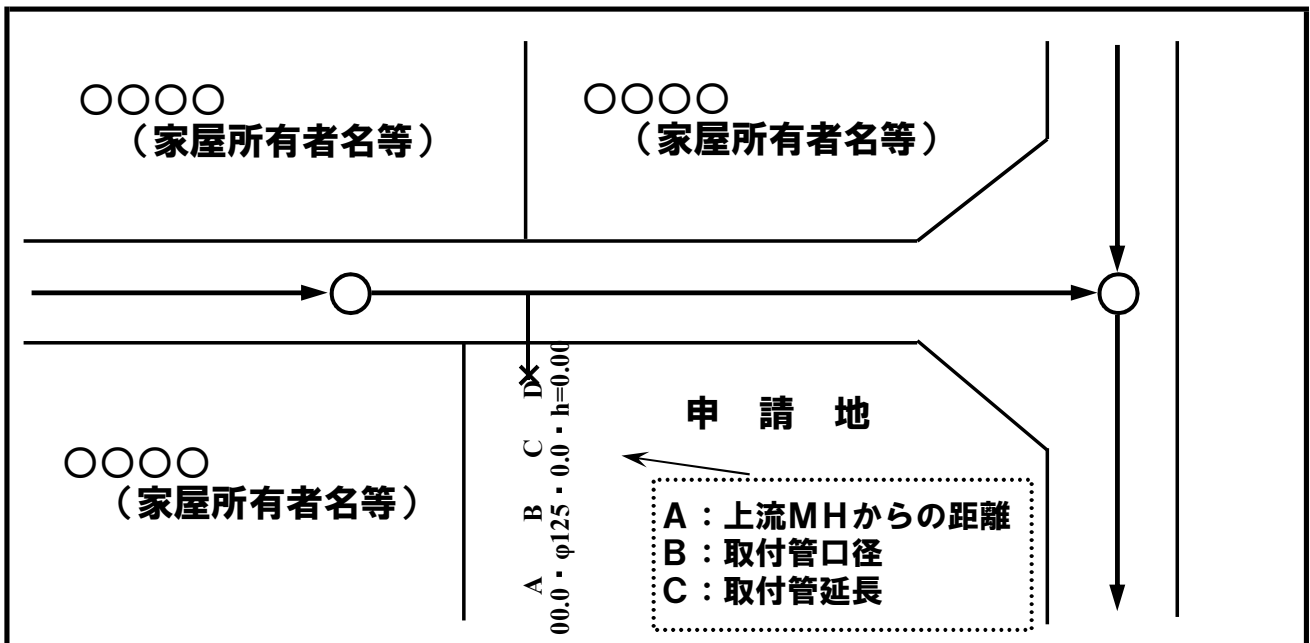 ○○○○
（家屋所有者名等）
○○○○
（家屋所有者名等）
申 請 地
○○○○
（家屋所有者名等）
A B C D
00.0・φ125・0.0・h=0.00
A：上流MHからの距離
B：取付管口径
C：取付管延長